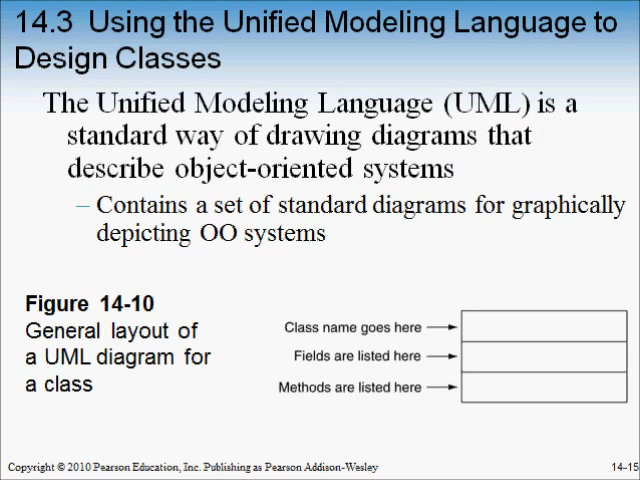 14.3 Using the Unified Modeling Language to
Design Classes
The Unified Modeling Language (UML) is a
standard way of drawing diagrams that
describe object-oriented systems
– Contains a set of standard diagrams for graphically
depicting OO systems
Figure 14-10
General layout of
a UML diagram for
a class
Class name goes here
Fields are listed here
Methods are listed here
Copyright © 2010 Pearson Education, Inc. Publishing as Pearson Addison-Wesley
14-15